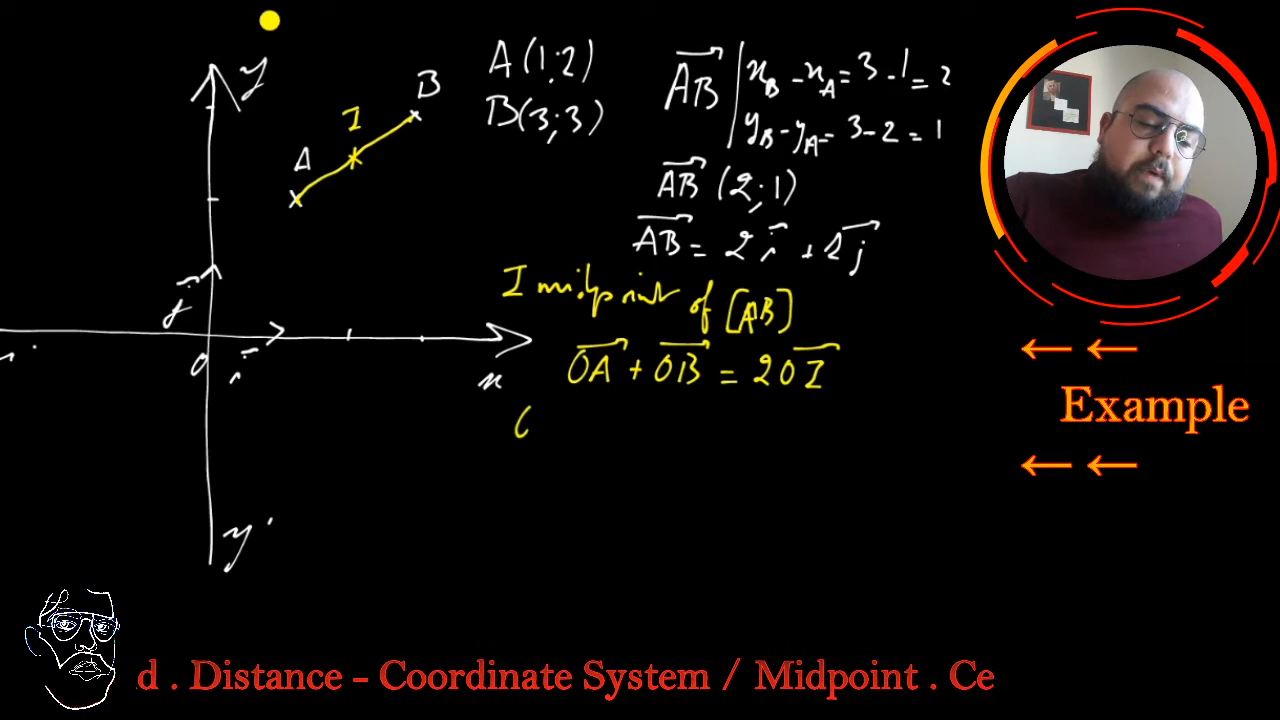 y
A
I
B
A(1;2)
B(3;3)
AB | x_B - x_A = 3 - 1 = 2
y_B - y_A = 3 - 2 = 1
AB (2;1)
AB = 2i + 1j
I midpoint of [AB]
OA + OB = 2OI
(
j
O
i
x
y'
Example
d . Distance – Coordinate System / Midpoint . Ce